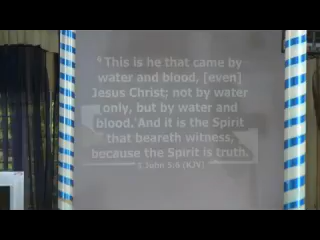 ⁶ This is he that came by
water and blood, [even]
Jesus Christ; not by water
only, but by water and
blood. And it is the Spirit
that beareth witness,
because the Spirit is truth.
1 John 5:6 (KJV)